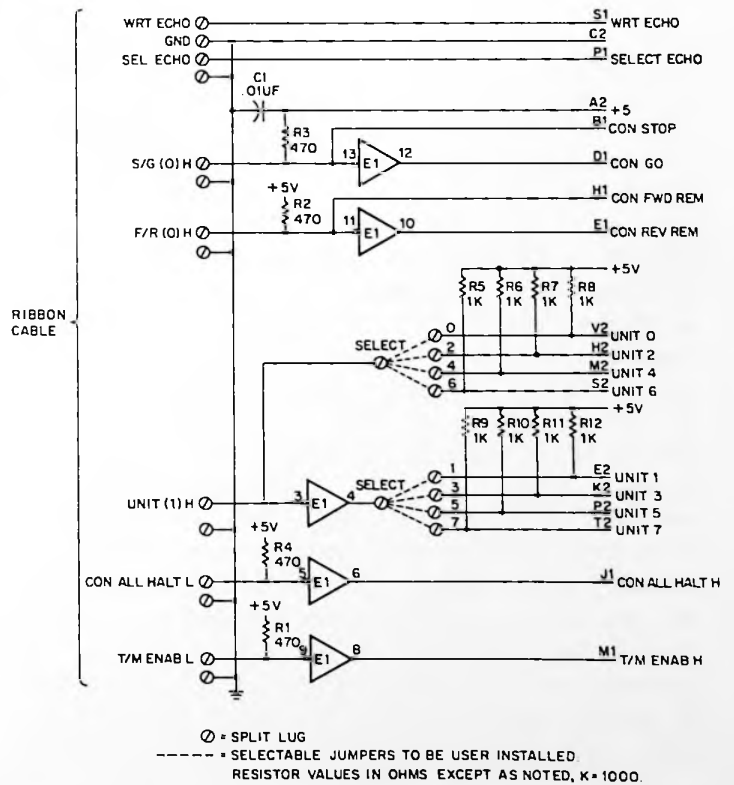 WRT ECHO S1 WRT ECHO
GND C2
SEL ECHO P1 SELECT ECHO
C1
.01UF
A2 +5
R3
470
B1 CON STOP
S/G (0) H 13 E1 12 D1 CON GO
+5V
R2
470
H1 CON FWD REM
F/R (0) H 11 E1 10 E1 CON REV REM
RIBBON
CABLE
+5V
R5 R6 R7 R8
1K 1K 1K 1K
SELECT
0 V2 UNIT 0
2 H2 UNIT 2
4 M2 UNIT 4
6 S2 UNIT 6
+5V
R9 R10 R11 R12
1K 1K 1K 1K
UNIT (1) H 3 E1 4 SELECT
1 E2 UNIT 1
3 K2 UNIT 3
5 P2 UNIT 5
7 T2 UNIT 7
+5V
R4
470
CON ALL HALT L 5 E1 6 J1 CON ALL HALT H
+5V
R1
470
T/M ENAB L 9 E1 8 M1 T/M ENAB H
= SPLIT LUG
------ = SELECTABLE JUMPERS TO BE USER INSTALLED.
RESISTOR VALUES IN OHMS EXCEPT AS NOTED, K=1000.